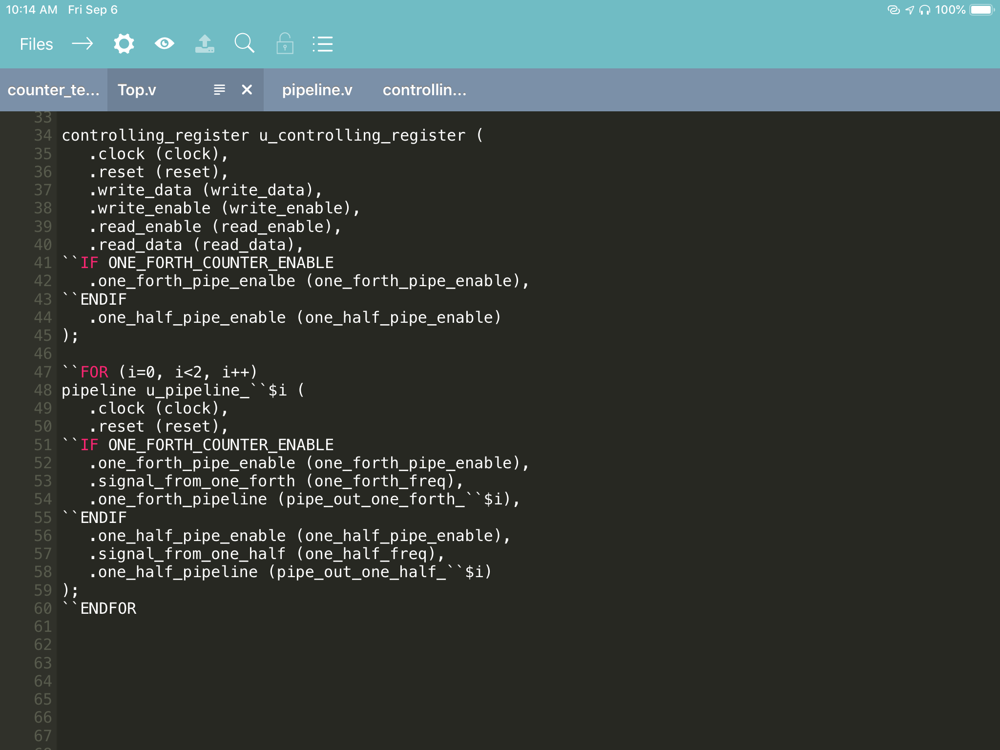 10:14 AM Fri Sep 6 100%
Files
counter_te... Top.v pipeline.v controllin...
33
34 controlling_register u_controlling_register (
35    .clock (clock),
36    .reset (reset),
37    .write_data (write_data),
38    .write_enable (write_enable),
39    .read_enable (read_enable),
40    .read_data (read_data),
41 ``IF ONE_FORTH_COUNTER_ENABLE
42    .one_forth_pipe_enalbe (one_forth_pipe_enable),
43 ``ENDIF
44    .one_half_pipe_enable (one_half_pipe_enable)
45 );
46
47 ``FOR (i=0, i<2, i++)
48 pipeline u_pipeline_``$i (
49    .clock (clock),
50    .reset (reset),
51 ``IF ONE_FORTH_COUNTER_ENABLE
52    .one_forth_pipe_enable (one_forth_pipe_enable),
53    .signal_from_one_forth (one_forth_freq),
54    .one_forth_pipeline (pipe_out_one_forth_``$i),
55 ``ENDIF
56    .one_half_pipe_enable (one_half_pipe_enable),
57    .signal_from_one_half (one_half_freq),
58    .one_half_pipeline (pipe_out_one_half_``$i)
59 );
60 ``ENDFOR
61
62
63
64
65
66
67